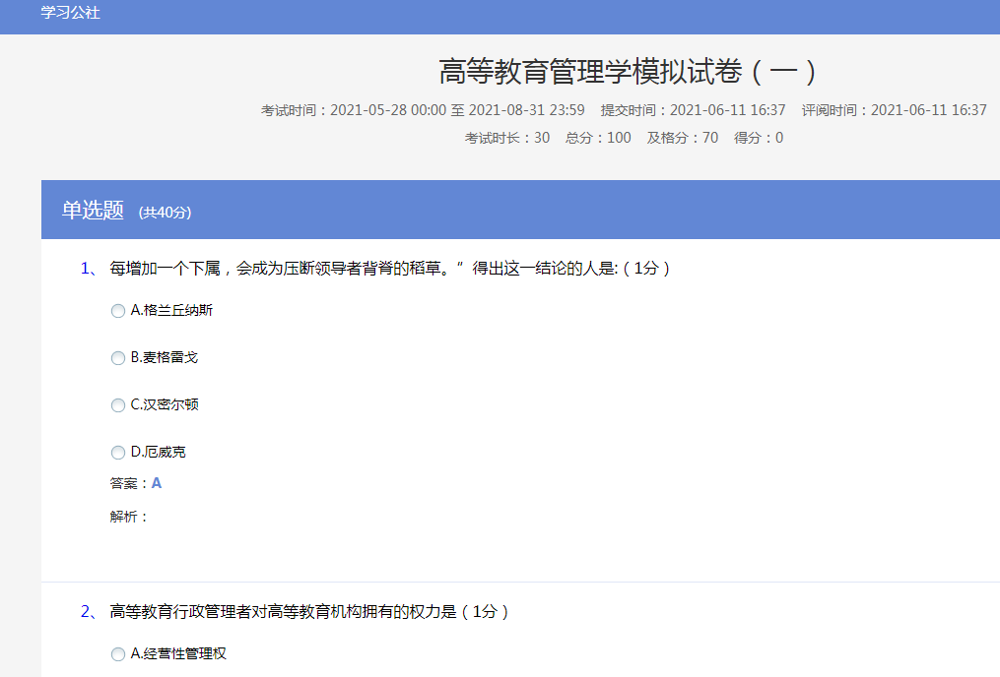 学习公社
高等教育管理学模拟试卷（一）
考试时间：2021-05-28 00:00 至 2021-08-31 23:59 提交时间：2021-06-11 16:37 评阅时间：2021-06-11 16:37
考试时长：30 总分：100 及格分：70 得分：0
单选题 (共40分)
1、 每增加一个下属，会成为压断领导者背脊的稻草。”得出这一结论的人是:（1分）
A.格兰丘纳斯
B.麦格雷戈
C.汉密尔顿
D.厄威克
答案：A
解析：
2、 高等教育行政管理者对高等教育机构拥有的权力是（1分）
A.经营性管理权